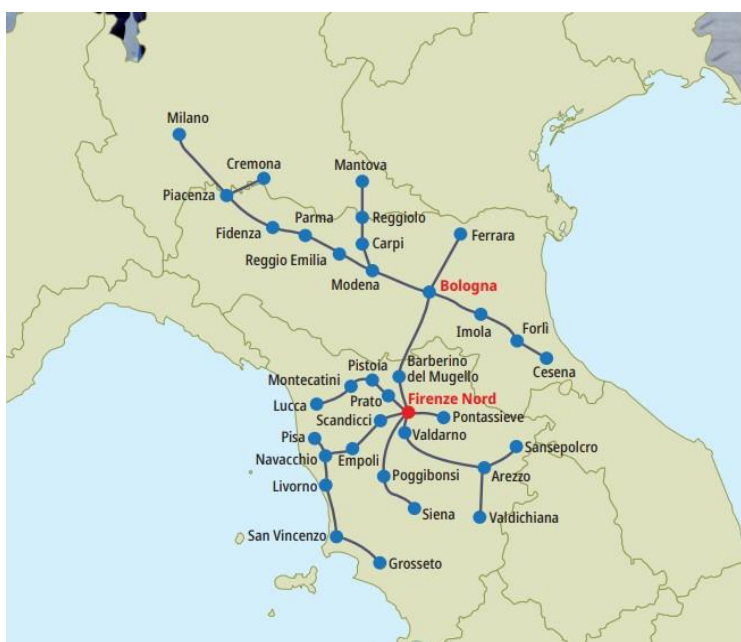 Milano
Cremona
Mantova
Piacenza
Parma
Reggiolo
Fidenza
Ferrara
Carpi
Reggio Emilia
Modena
Bologna
Imola
Forlì
Cesena
Pistoia
Barberino
del Mugello
Montecatini
Prato
Firenze Nord
Lucca
Scandicci
Pontassieve
Pisa
Valdarno
Sansepolcro
Navacchio
Empoli
Poggibonsi
Arezzo
Livorno
Siena
Valdichiana
San Vincenzo
Grosseto